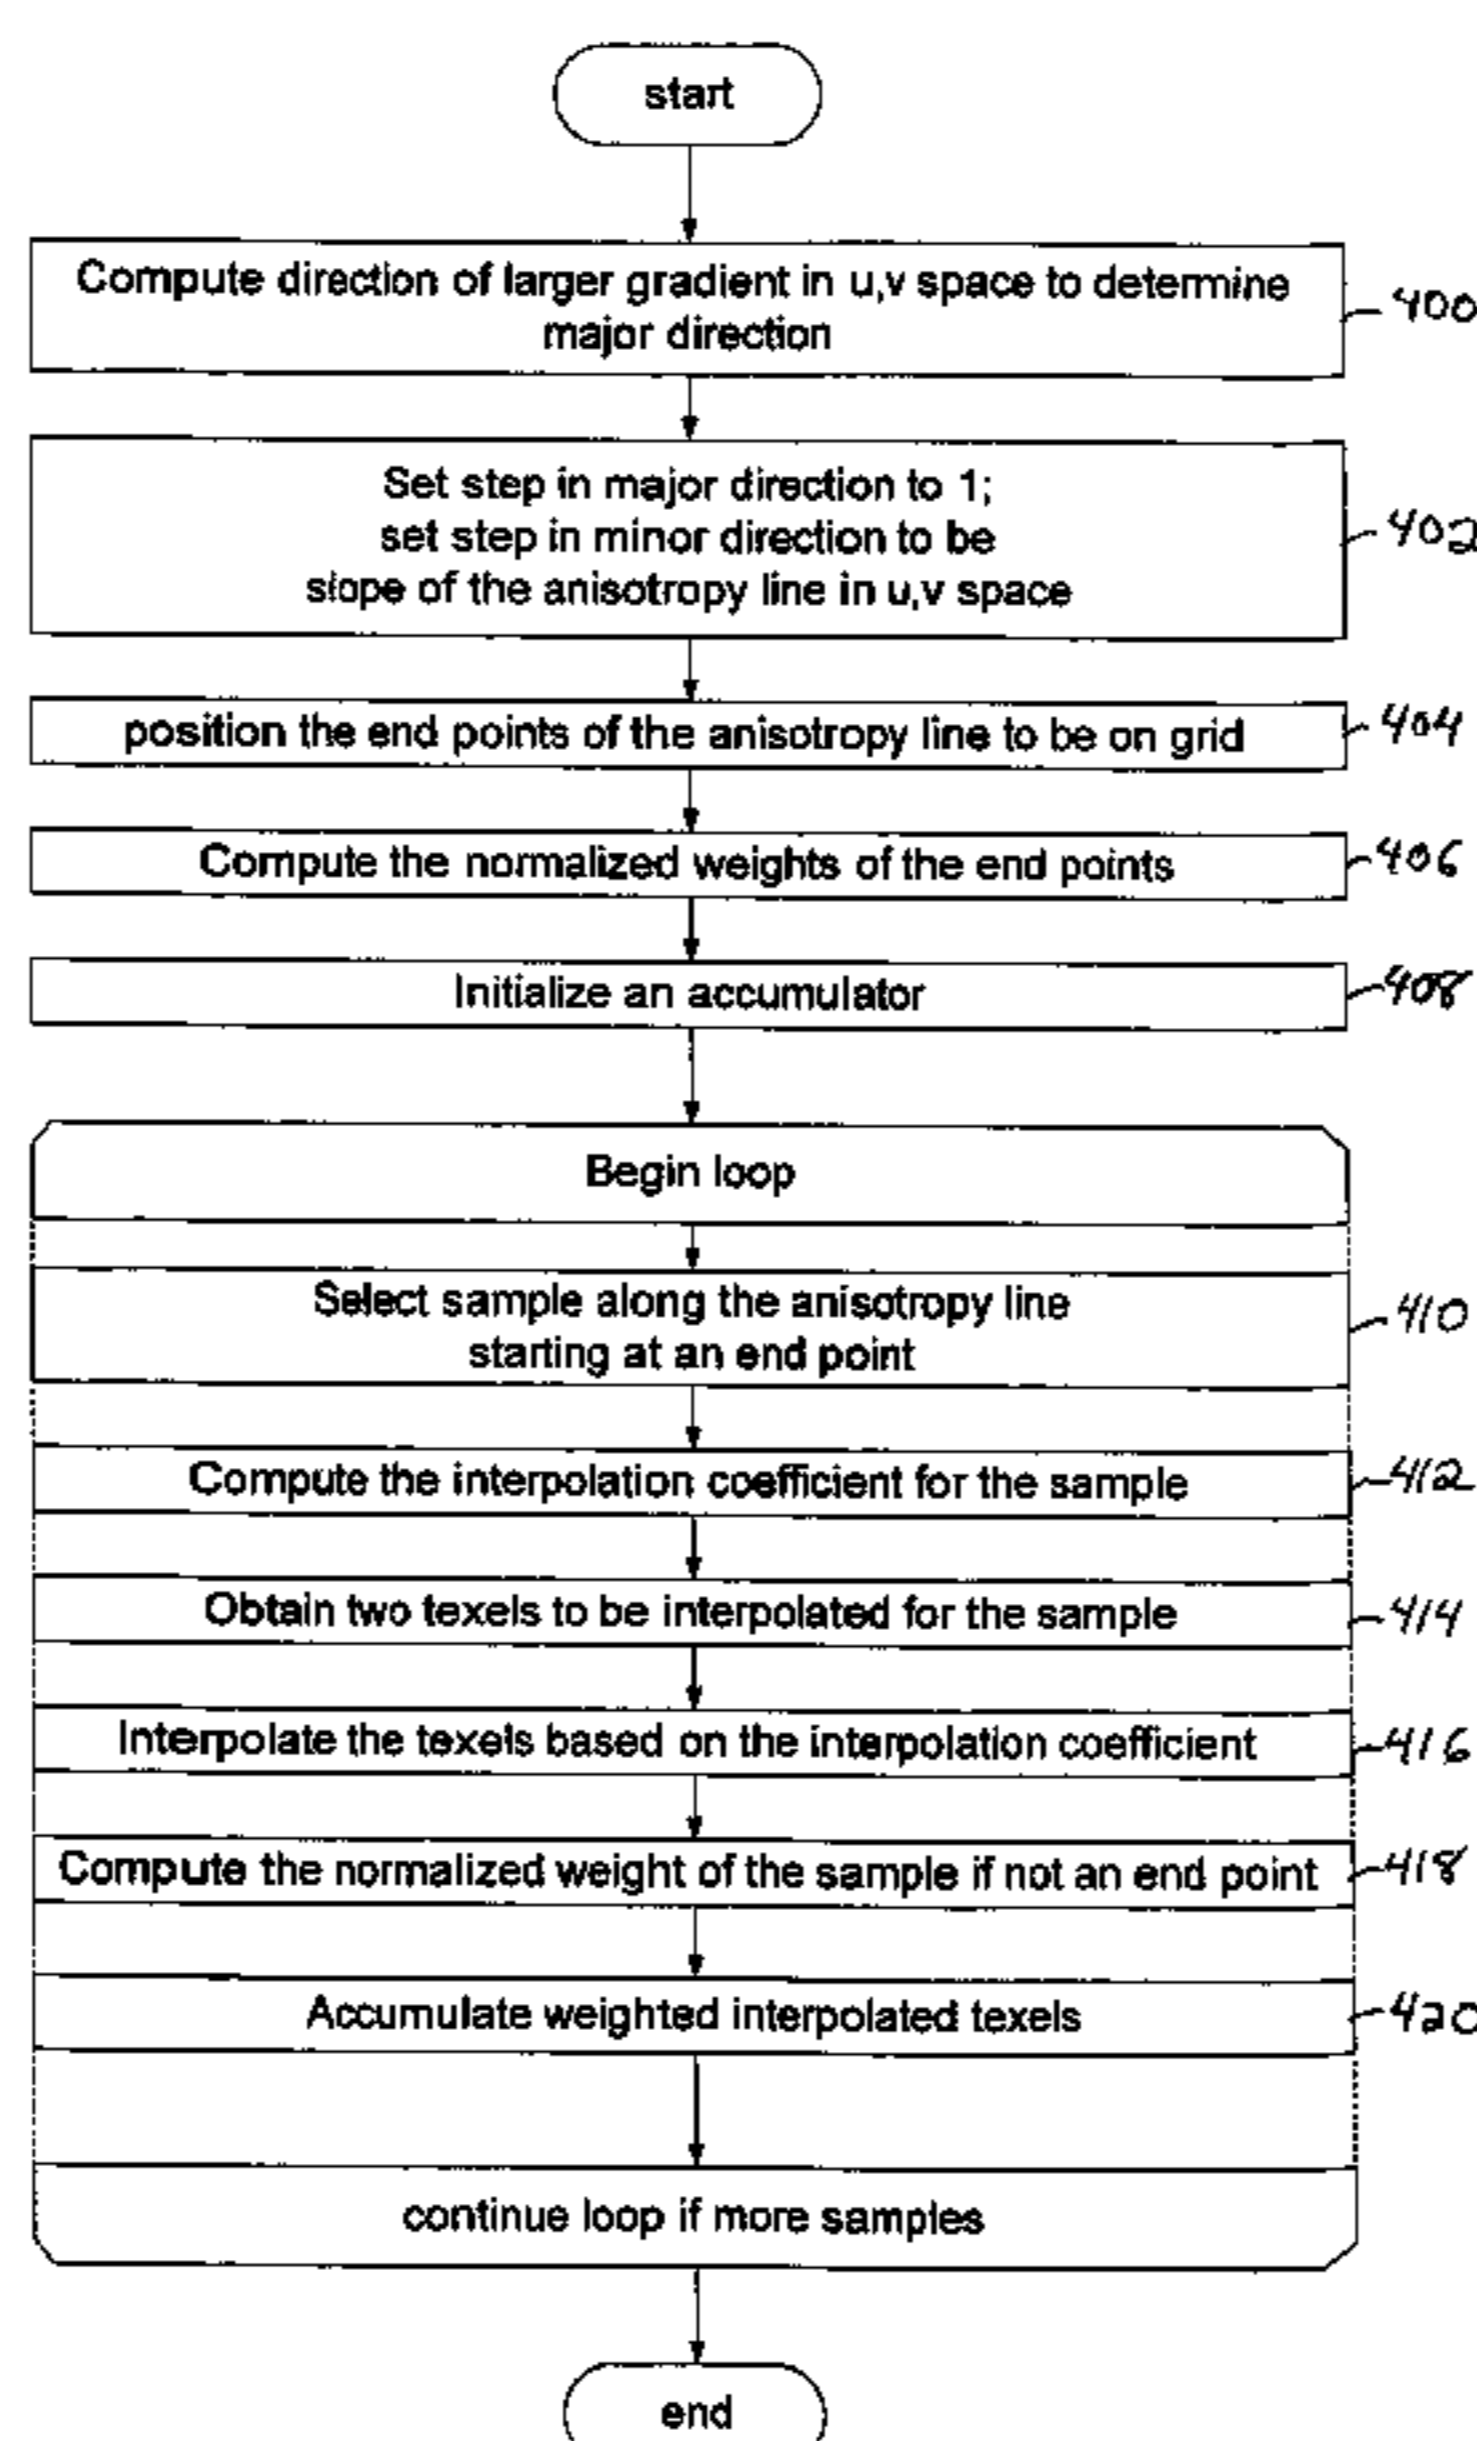 start
Compute direction of larger gradient in u,v space to determine
major direction
400
Set step in major direction to 1;
set step in minor direction to be
slope of the anisotropy line in u,v space
402
position the end points of the anisotropy line to be on grid
404
Compute the normalized weights of the end points
406
Initialize an accumulator
408
Begin loop
Select sample along the anisotropy line
starting at an end point
410
Compute the interpolation coefficient for the sample
412
Obtain two texels to be interpolated for the sample
414
Interpolate the texels based on the interpolation coefficient
416
Compute the normalized weight of the sample if not an end point
418
Accumulate weighted interpolated texels
420
continue loop if more samples
end